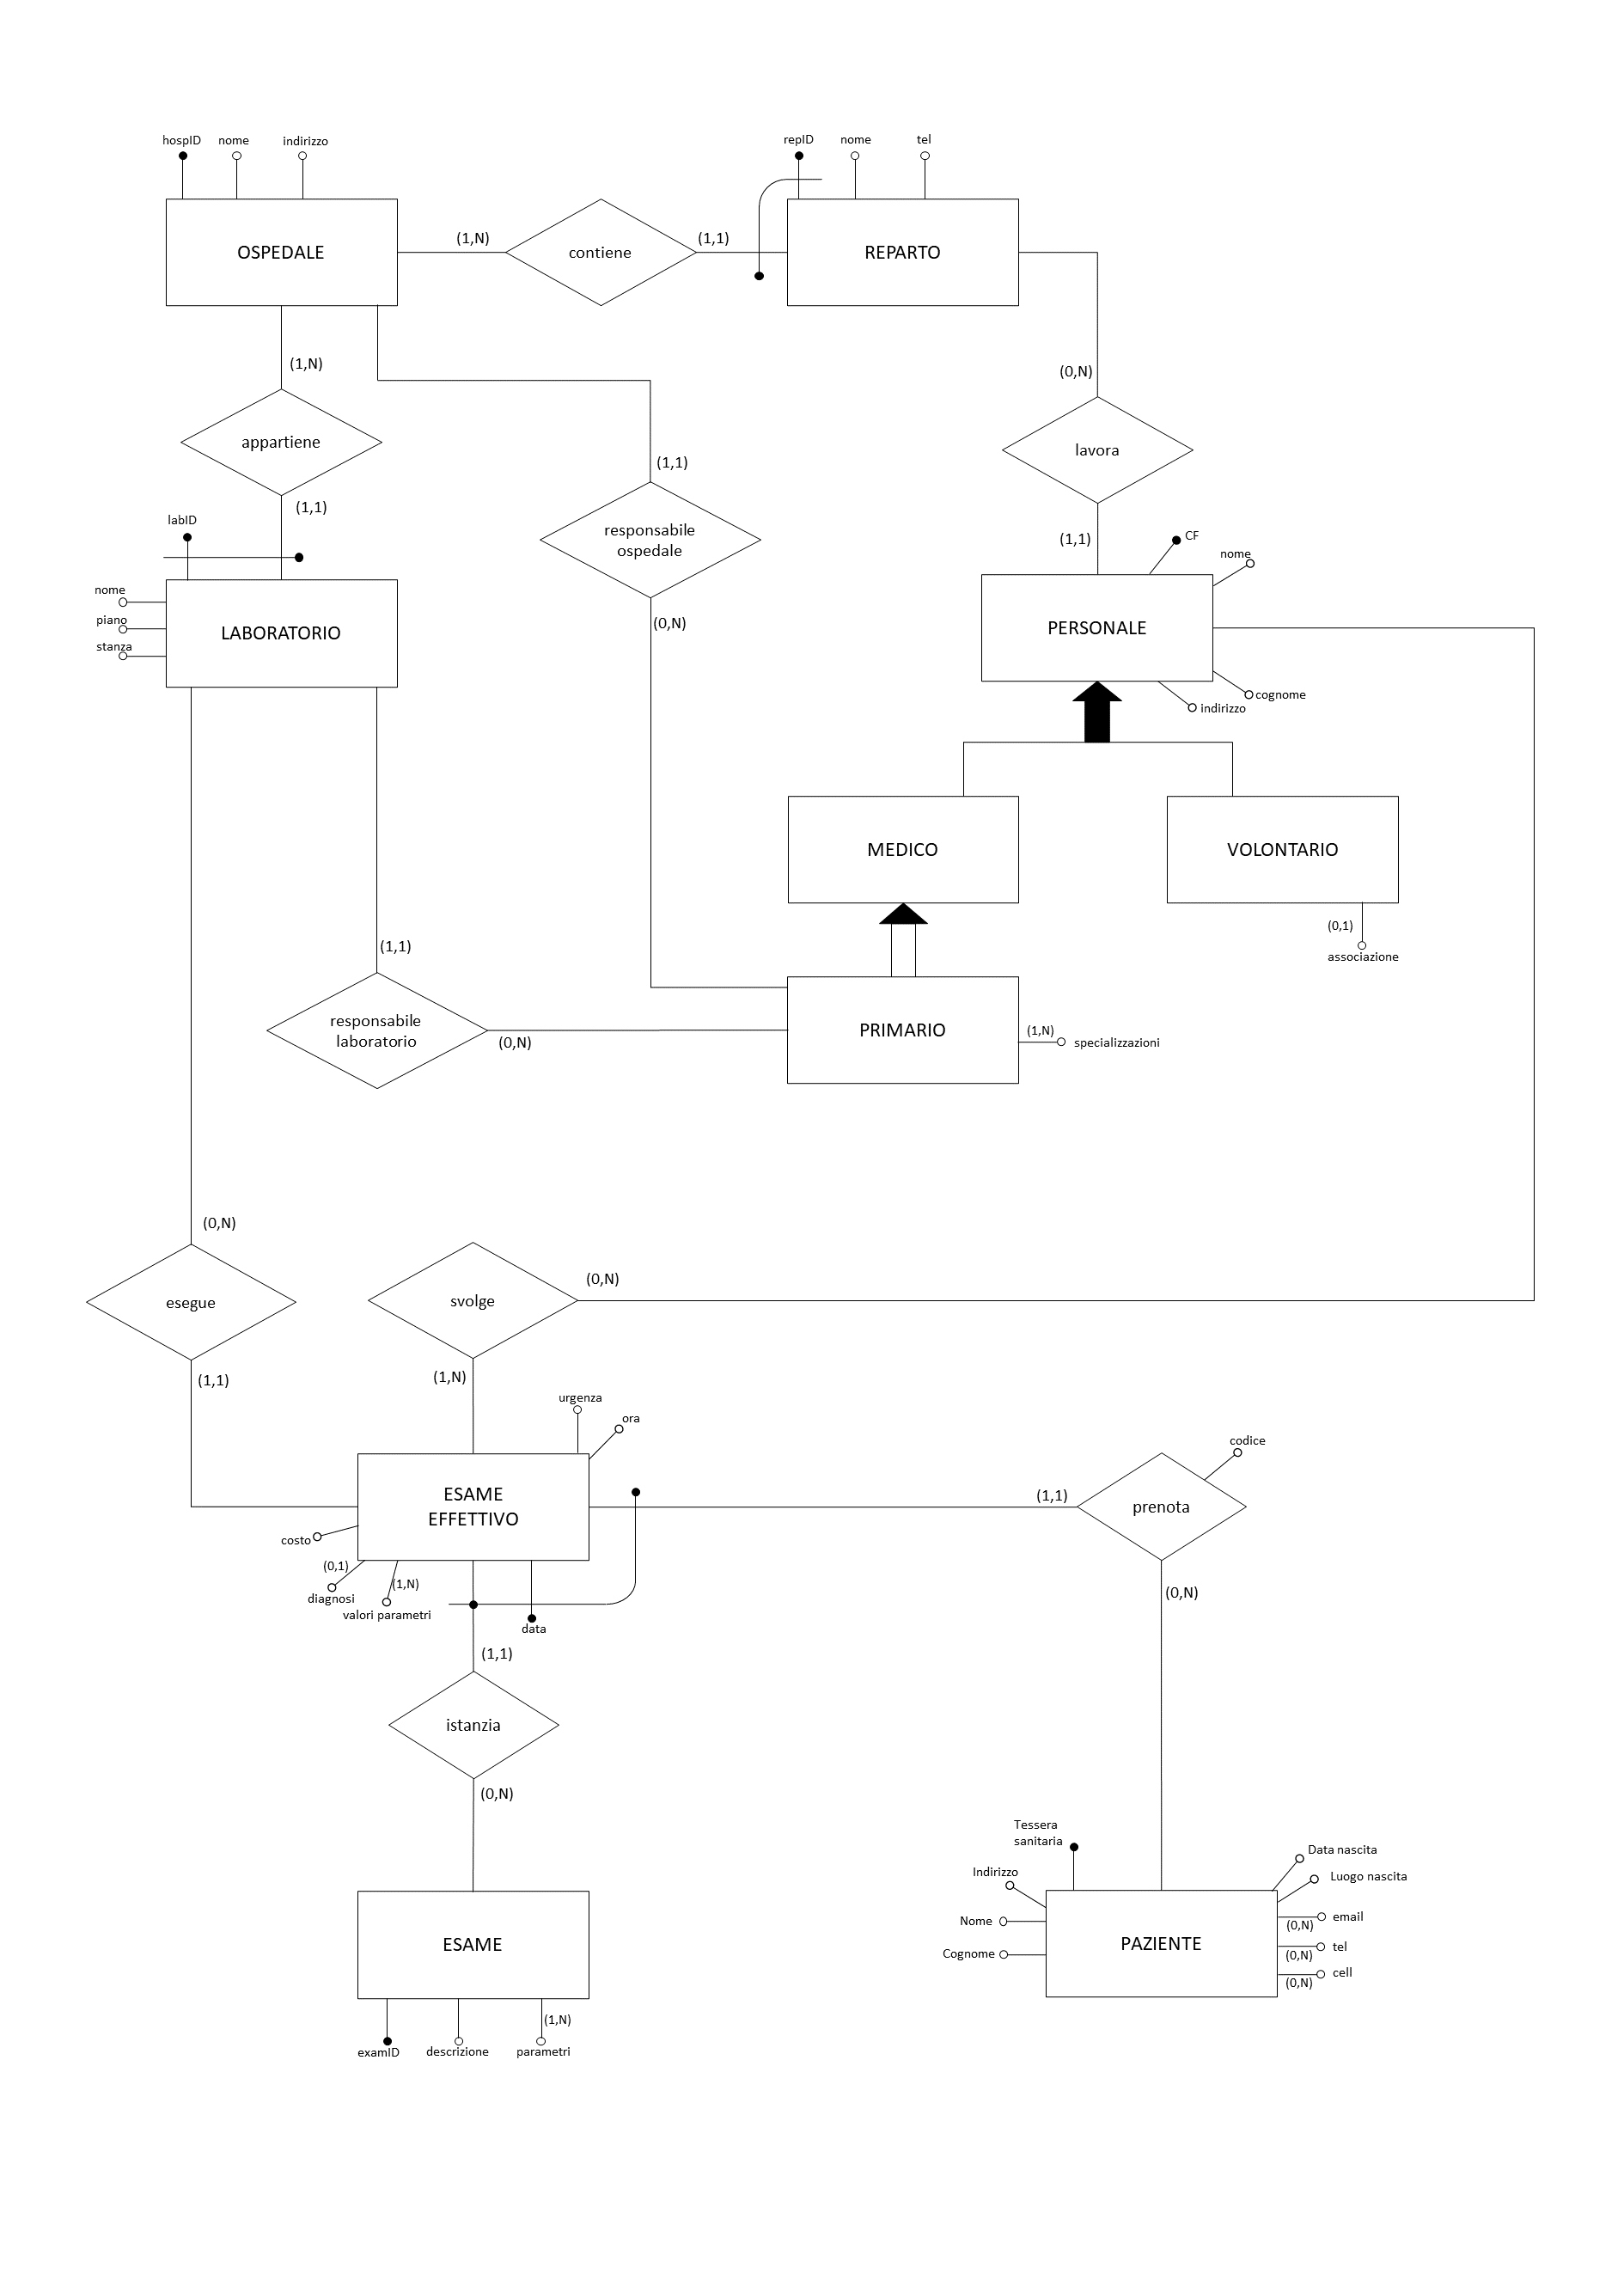 hospID
nome
indirizzo
repID
nome
tel
OSPEDALE
(1,N)
contiene
(1,1)
REPARTO
(1,N)
(0,N)
appartiene
lavora
(1,1)
(1,1)
labID
responsabile
ospedale
(1,1)
CF
nome
nome
piano
stanza
LABORATORIO
(0,N)
PERSONALE
cognome
indirizzo
MEDICO
VOLONTARIO
(0,1)
associazione
(1,1)
responsabile
laboratorio
(0,N)
PRIMARIO
(1,N)
specializzazioni
(0,N)
esegue
svolge
(0,N)
(1,1)
(1,N)
urgenza
ora
codice
ESAME
EFFETTIVO
(1,1)
prenota
costo
(0,1)
diagnosi
(1,N)
valori parametri
data
(0,N)
(1,1)
istanzia
(0,N)
Tessera
sanitaria
Data nascita
Indirizzo
Luogo nascita
Nome
email
(0,N)
ESAME
PAZIENTE
Cognome
tel
(0,N)
cell
(0,N)
(1,N)
examID
descrizione
parametri